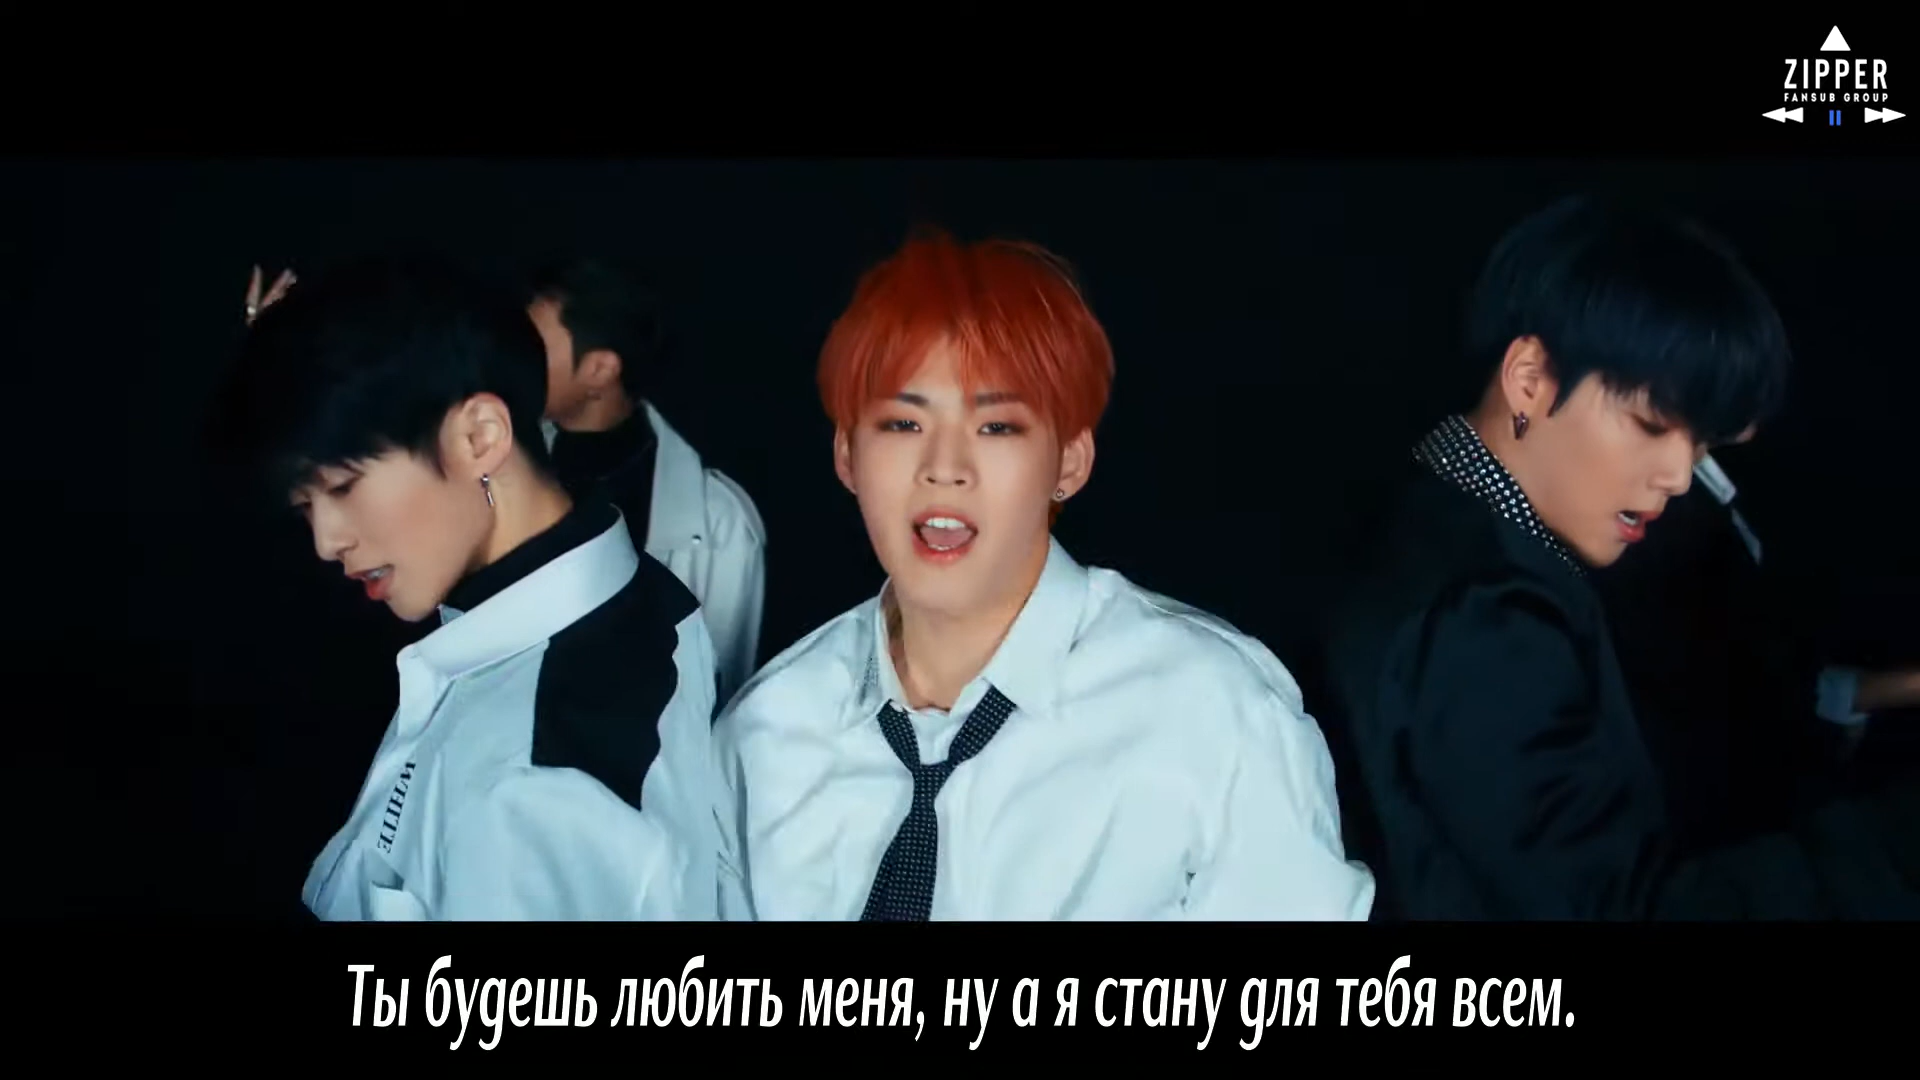 ZIPPER
FANSUB GROUP
WHITE
Ты будешь любить меня, ну а я стану для тебя всем.